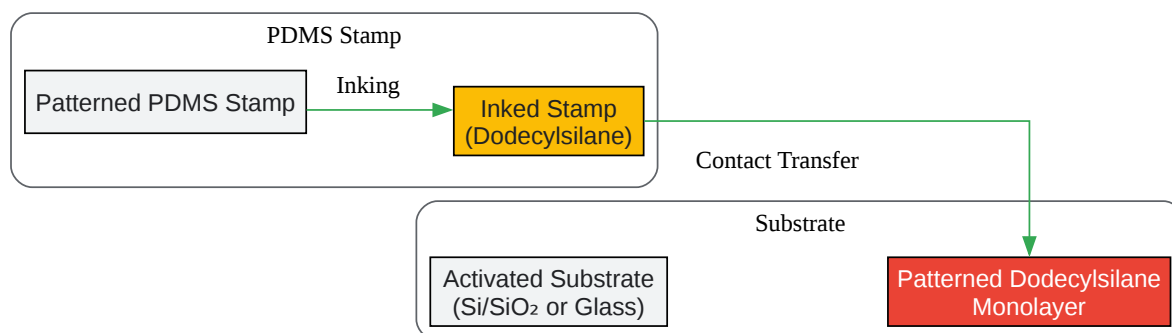 PDMS Stamp
Patterned PDMS Stamp
Inking
Inked Stamp
(Dodecylsilane)
Contact Transfer
Substrate
Activated Substrate
(Si/SiO₂ or Glass)
Patterned Dodecylsilane
Monolayer